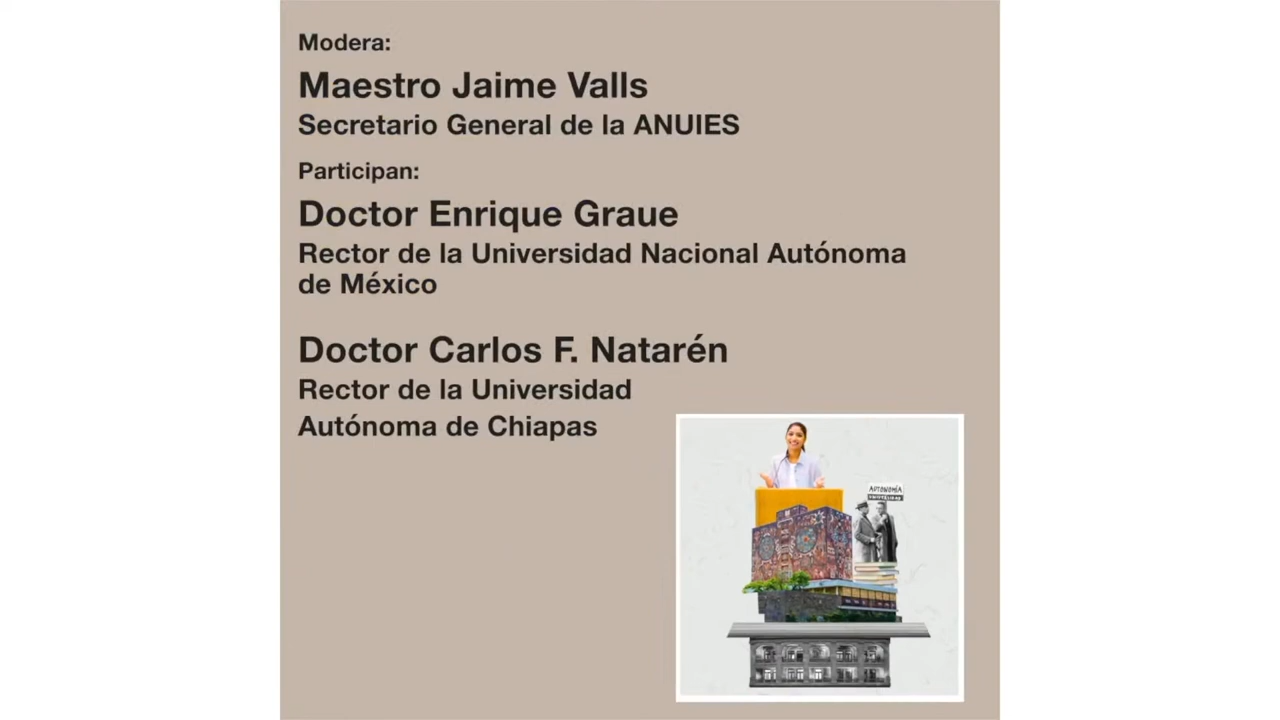 Modera:
Maestro Jaime Valls
Secretario General de la ANUIES
Participan:
Doctor Enrique Graue
Rector de la Universidad Nacional Autónoma
de México
Doctor Carlos F. Natarén
Rector de la Universidad
Autónoma de Chiapas
AUTONOMÍA